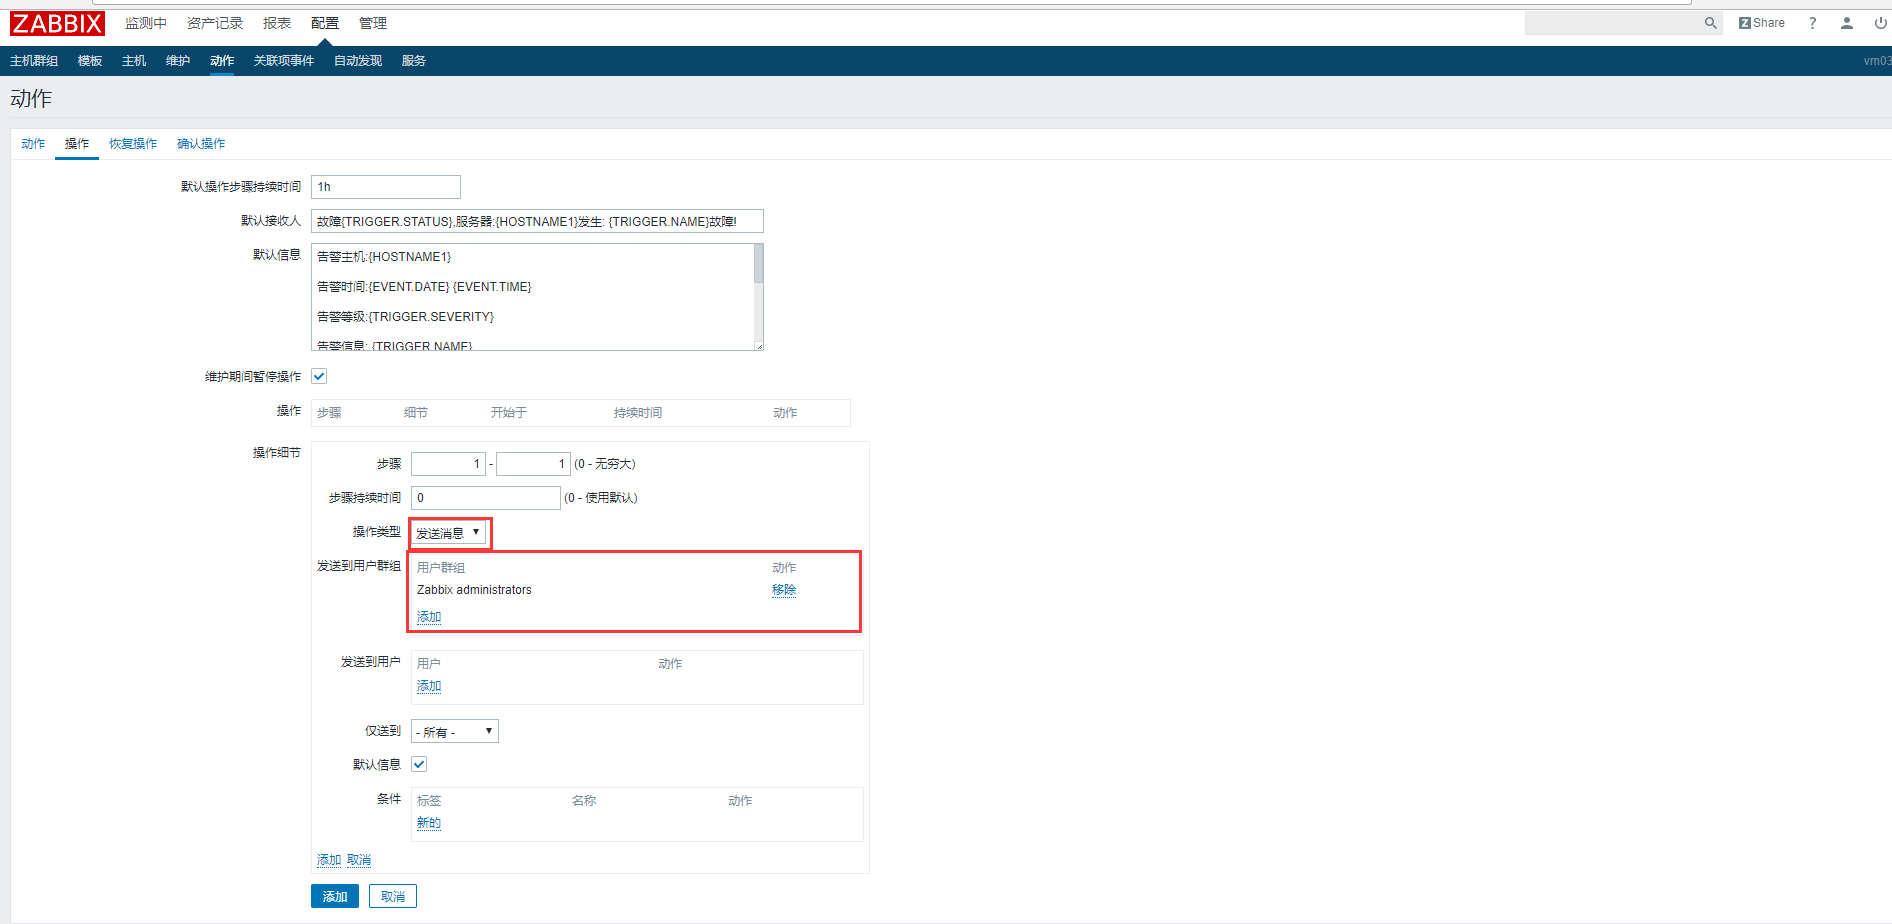 ZABBIX 监测中 资产记录 报表 配置 管理 Z Share ?
主机群组 模板 主机 维护 动作 关联项事件 自动发现 服务 vm03
动作
动作 操作 恢复操作 确认操作
默认操作步骤持续时间 1h
默认接收人 故障{TRIGGER.STATUS},服务器:{HOSTNAME1}发生: {TRIGGER.NAME}故障!
默认信息 告警主机:{HOSTNAME1}
告警时间:{EVENT.DATE} {EVENT.TIME}
告警等级:{TRIGGER.SEVERITY}
告警信息: {TRIGGER.NAME}
维护期间暂停操作
操作 步骤 细节 开始于 持续时间 动作
操作细节
步骤 1 - 1 (0 - 无穷大)
步骤持续时间 0 (0 - 使用默认)
操作类型 发送消息
发送到用户群组 用户群组 动作
Zabbix administrators 移除
添加
发送到用户 用户 动作
添加
仅送到 - 所有 -
默认信息
条件 标签 名称 动作
新的
添加 取消
添加 取消